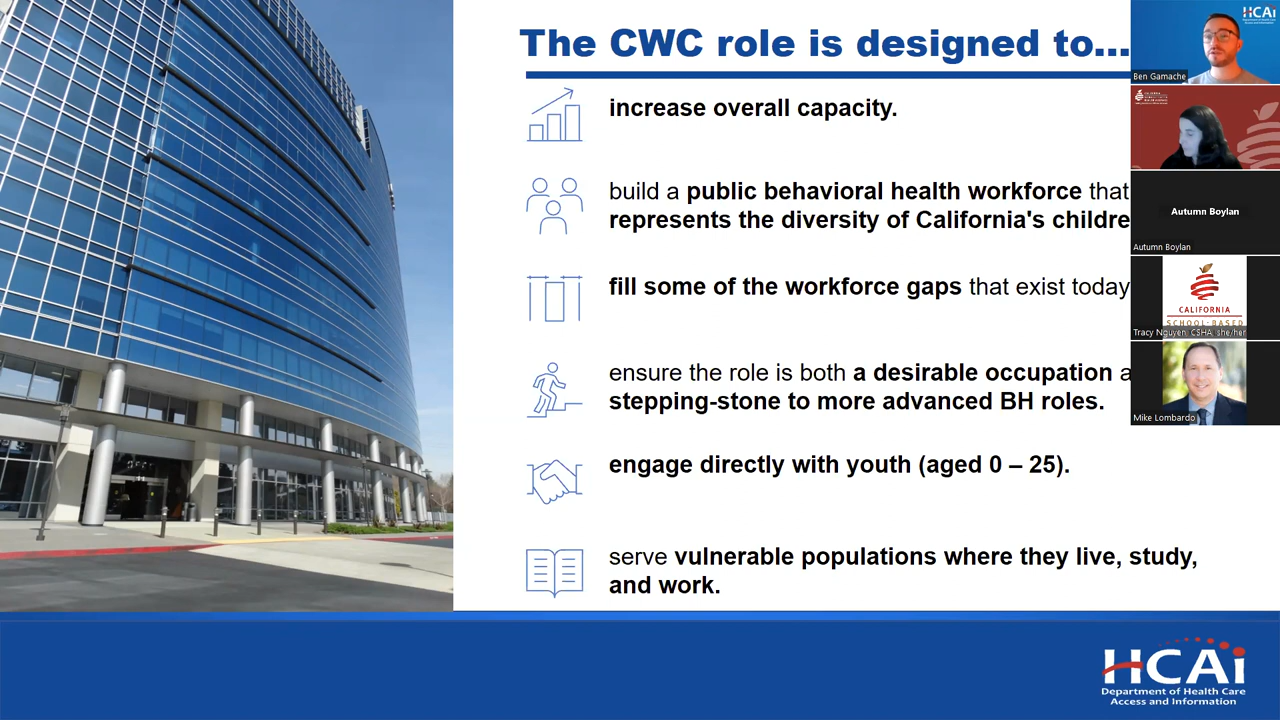 The CWC role is designed to...
increase overall capacity.
build a public behavioral health workforce that
represents the diversity of California's childre
fill some of the workforce gaps that exist today
ensure the role is both a desirable occupation a
stepping-stone to more advanced BH roles.
engage directly with youth (aged 0 – 25).
serve vulnerable populations where they live, study,
and work.
HCAi
Department of Health Care
Access and Information
HCAi
Ben Gamache
Autumn Boylan
Autumn Boylan
CALIFORNIA
SCHOOL-BASED
Tracy Nguyen, CSHA, she/her
Mike Lombardo